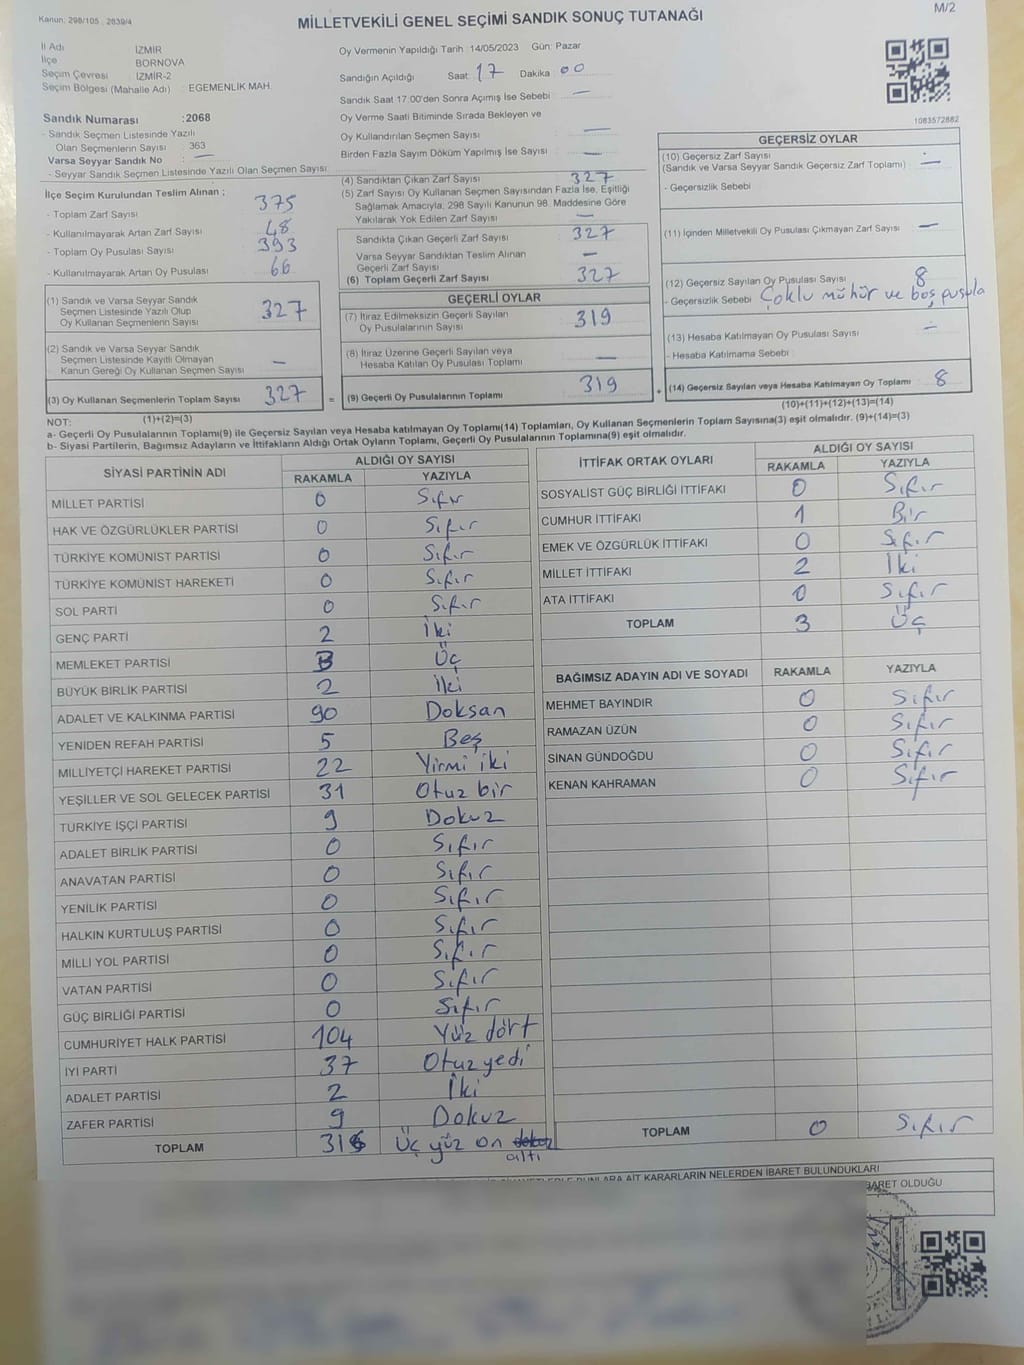 Kanun: 298/105 . 2839/4
MİLLETVEKİLİ GENEL SEÇİMİ SANDIK SONUÇ TUTANAĞI
M/2
İl Adı İZMİR
İlçe BORNOVA
Seçim Çevresi İZMİR-2
Seçim Bölgesi (Mahalle Adı) : EGEMENLİK MAH.
Sandık Numarası :2068
- Sandık Seçmen Listesinde Yazılı
Olan Seçmenlerin Sayısı : 363
Varsa Seyyar Sandık No : —
- Seyyar Sandık Seçmen Listesinde Yazılı Olan Seçmen Sayısı
İlçe Seçim Kurulundan Teslim Alınan ;
- Toplam Zarf Sayısı 375
- Kullanılmayarak Artan Zarf Sayısı 48
- Toplam Oy Pusulası Sayısı 393
- Kullanılmayarak Artan Oy Pusulası 66
(1) Sandık ve Varsa Seyyar Sandık
Seçmen Listesinde Yazılı Olup
Oy Kullanan Seçmenlerin Sayısı 327
(2) Sandık ve Varsa Seyyar Sandık
Seçmen Listesinde Kayıtlı Olmayan
Kanun Gereği Oy Kullanan Seçmen Sayısı —
(3) Oy Kullanan Seçmenlerin Toplam Sayısı 327
Oy Vermenin Yapıldığı Tarih :14/05/2023 Gün: Pazar
Sandığın Açıldığı Saat: 17 Dakika : 00
Sandık Saat 17:00'den Sonra Açımış İse Sebebi : —
Oy Verme Saati Bitiminde Sırada Bekleyen ve
Oy Kullandırılan Seçmen Sayısı : —
Birden Fazla Sayım Döküm Yapılmış İse Sayısı : —
(4) Sandıktan Çıkan Zarf Sayısı 327
(5) Zarf Sayısı Oy Kullanan Seçmen Sayısından Fazla İse, Eşitliği
Sağlamak Amacıyla, 298 Sayılı Kanunun 98. Maddesine Göre
Yakılarak Yok Edilen Zarf Sayısı —
Sandıkta Çıkan Geçerli Zarf Sayısı 327
Varsa Seyyar Sandıktan Teslim Alınan
Geçerli Zarf Sayısı —
(6) Toplam Geçerli Zarf Sayısı 327
GEÇERLİ OYLAR
(7) İtiraz Edilmeksizin Geçerli Sayılan
Oy Pusulalarının Sayısı 319
(8) İtiraz Üzerine Geçerli Sayılan veya
Hesaba Katılan Oy Pusulası Toplamı —
= (9) Geçerli Oy Pusulalarının Toplamı 319 +
1083572882
GEÇERSİZ OYLAR
(10) Geçersiz Zarf Sayısı
(Sandık ve Varsa Seyyar Sandık Geçersiz Zarf Toplamı) : —
- Geçersizlik Sebebi
(11) İçinden Milletvekili Oy Pusulası Çıkmayan Zarf Sayısı : —
(12) Geçersiz Sayılan Oy Pusulası Sayısı 8
- Geçersizlik Sebebi : Çoklu mühür ve boş pusula
(13) Hesaba Katılmayan Oy Pusulası Sayısı : —
- Hesaba Katılmama Sebebi :
(14) Geçersiz Sayılan veya Hesaba Katılmayan Oy Toplamı 8
(10)+(11)+(12)+(13)=(14)
NOT: (1)+(2)=(3)
a- Geçerli Oy Pusulalarının Toplamı(9) ile Geçersiz Sayılan veya Hesaba katılmayan Oy Toplamı(14) Toplamları, Oy Kullanan Seçmenlerin Toplam Sayısına(3) eşit olmalıdır. (9)+(14)=(3)
b- Siyasi Partilerin, Bağımsız Adayların ve İttifakların Aldığı Ortak Oyların Toplamı, Geçerli Oy Pusulalarının Toplamına(9) eşit olmalıdır.
SİYASİ PARTİNİN ADI ALDIĞI OY SAYISI
RAKAMLA YAZIYLA
MİLLET PARTİSİ 0 Sıfır
HAK VE ÖZGÜRLÜKLER PARTİSİ 0 Sıfır
TÜRKİYE KOMÜNİST PARTİSİ 0 Sıfır
TÜRKİYE KOMÜNİST HAREKETİ 0 Sıfır
SOL PARTİ 0 Sıfır
GENÇ PARTİ 2 İki
MEMLEKET PARTİSİ 3 Üç
BÜYÜK BİRLİK PARTİSİ 2 İki
ADALET VE KALKINMA PARTİSİ 90 Doksan
YENİDEN REFAH PARTİSİ 5 Beş
MİLLİYETÇİ HAREKET PARTİSİ 22 Yirmi iki
YEŞİLLER VE SOL GELECEK PARTİSİ 31 Otuz bir
TÜRKİYE İŞÇİ PARTİSİ 9 Dokuz
ADALET BİRLİK PARTİSİ 0 Sıfır
ANAVATAN PARTİSİ 0 Sıfır
YENİLİK PARTİSİ 0 Sıfır
HALKIN KURTULUŞ PARTİSİ 0 Sıfır
MİLLİ YOL PARTİSİ 0 Sıfır
VATAN PARTİSİ 0 Sıfır
GÜÇ BİRLİĞİ PARTİSİ 0 Sıfır
CUMHURİYET HALK PARTİSİ 104 Yüz dört
İYİ PARTİ 37 Otuz yedi
ADALET PARTİSİ 2 İki
ZAFER PARTİSİ 9 Dokuz
TOPLAM 316 Üç yüz on dokuz
altı
İTTİFAK ORTAK OYLARI ALDIĞI OY SAYISI
RAKAMLA YAZIYLA
SOSYALİST GÜÇ BİRLİĞİ İTTİFAKI 0 Sıfır
CUMHUR İTTİFAKI 1 Bir
EMEK VE ÖZGÜRLÜK İTTİFAKI 0 Sıfır
MİLLET İTTİFAKI 2 İki
ATA İTTİFAKI 0 Sıfır
TOPLAM 3 Üç
BAĞIMSIZ ADAYIN ADI VE SOYADI RAKAMLA YAZIYLA
MEHMET BAYINDIR 0 Sıfır
RAMAZAN ÜZÜN 0 Sıfır
SİNAN GÜNDOĞDU 0 Sıfır
KENAN KAHRAMAN 0 Sıfır
TOPLAM 0 Sıfır
BUNLARA AİT KARARLARIN NELERDEN İBARET BULUNDUKLARI
İBARET OLDUĞU